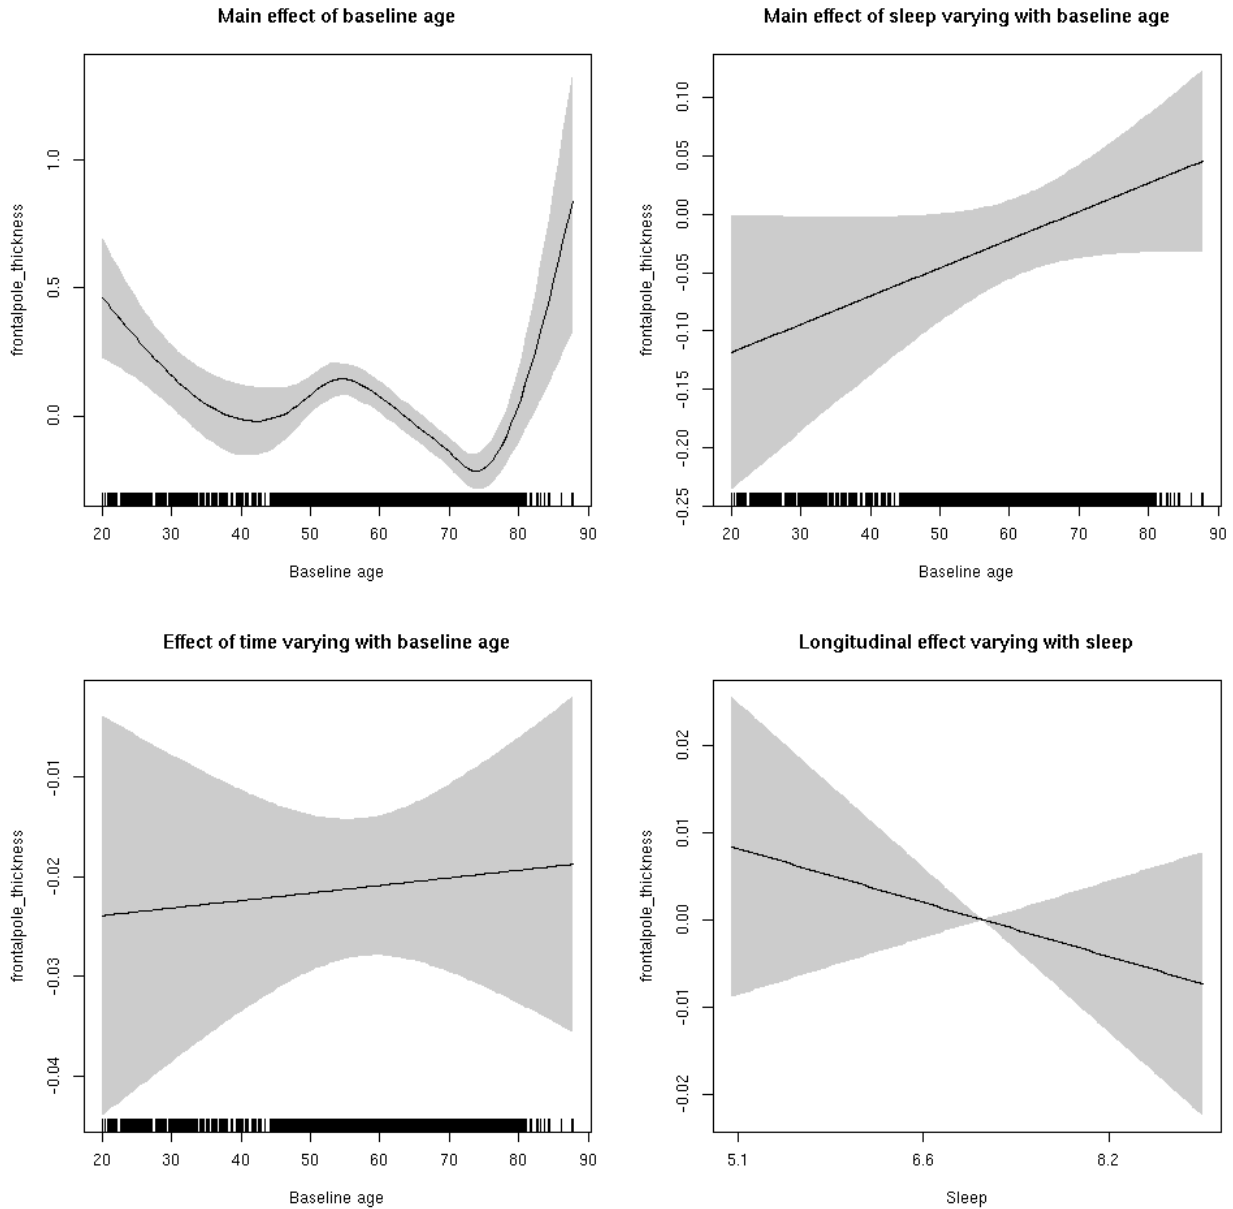 Main effect of baseline age
frontalpole_thickness
1.0
0.5
0.0
20 30 40 50 60 70 80 90
Baseline age
Main effect of sleep varying with baseline age
frontalpole_thickness
0.10
0.05
0.00
-0.05
-0.10
-0.15
-0.20
-0.25
20 30 40 50 60 70 80 90
Baseline age
Effect of time varying with baseline age
frontalpole_thickness
-0.01
-0.02
-0.03
-0.04
20 30 40 50 60 70 80 90
Baseline age
Longitudinal effect varying with sleep
frontalpole_thickness
0.02
0.01
0.00
-0.01
-0.02
5.1 6.6 8.2
Sleep